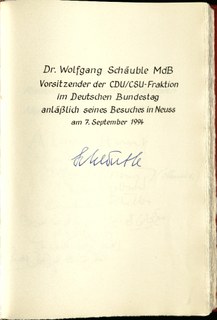 Dr. Wolfgang Schäuble MdB
Vorsitzender der CDU/CSU-Fraktion
im Deutschen Bundestag
anläßlich seines Besuches in Neuss
am 7. September 1994